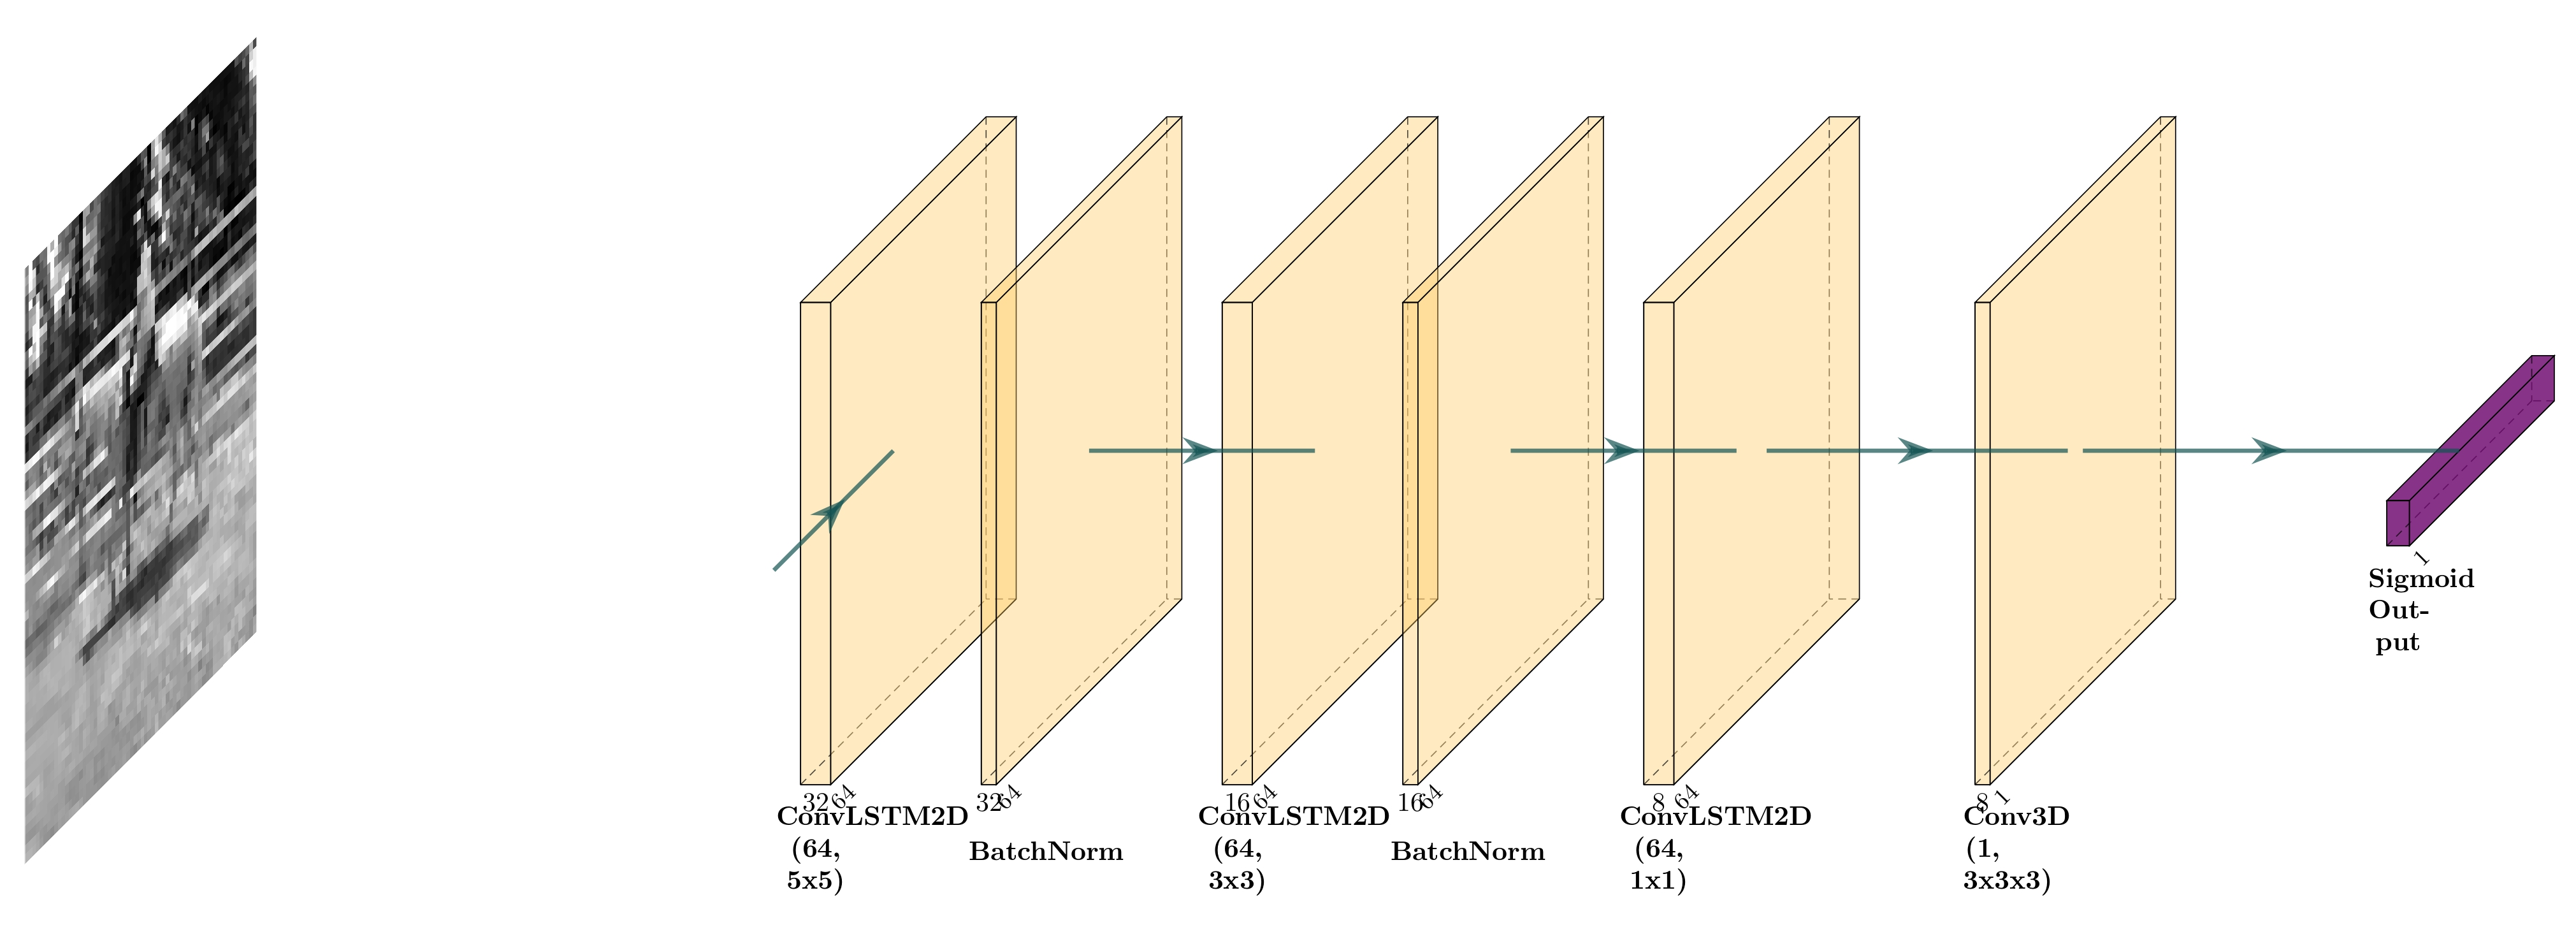 32 64
ConvLSTM2D
(64,
5x5)
32 64
BatchNorm
16 64
ConvLSTM2D
(64,
3x3)
16 64
BatchNorm
8 64
ConvLSTM2D
(64,
1x1)
8 1
Conv3D
(1,
3x3x3)
1
Sigmoid
Out-
put